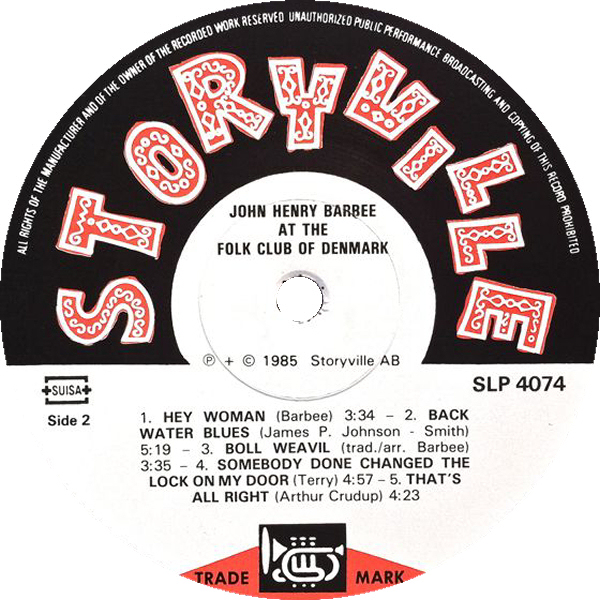 ALL RIGHTS OF THE MANUFACTURER AND OF THE OWNER OF THE RECORDED WORK RESERVED UNAUTHORIZED PUBLIC PERFORMANCE BROADCASTING AND COPYING OF THIS RECORD PROHIBITED
STORYVILLE
JOHN HENRY BARBEE
AT THE
FOLK CLUB OF DENMARK
℗ + © 1985 Storyville AB
SUISA
SLP 4074
Side 2
1. HEY WOMAN (Barbee) 3:34 – 2. BACK
WATER BLUES (James P. Johnson - Smith)
5:19 – 3. BOLL WEAVIL (trad./arr. Barbee)
3:35 – 4. SOMEBODY DONE CHANGED THE
LOCK ON MY DOOR (Terry) 4:57 – 5. THAT'S
ALL RIGHT (Arthur Crudup) 4:23
TRADE MARK